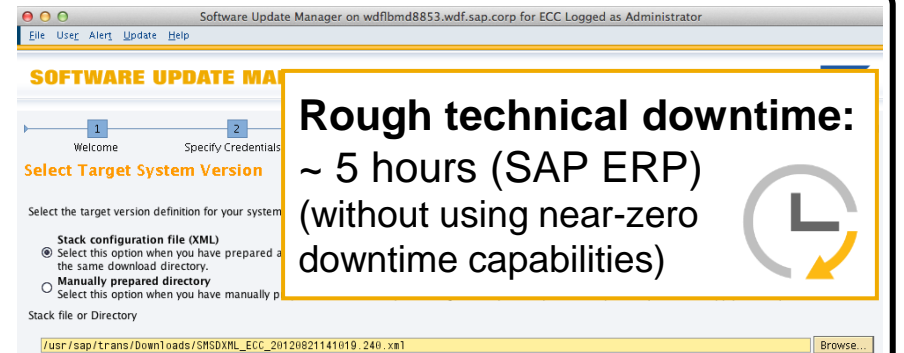 Software Update Manager on wdflbmd8853.wdf.sap.corp for ECC Logged as Administrator
File User Alert Update Help
SOFTWARE UPDATE MA
Rough technical downtime:
~ 5 hours (SAP ERP)
(without using near-zero
downtime capabilities)
1 2
Welcome Specify Credentials
Select Target System Version
Select the target version definition for your system
Stack configuration file (XML)
Select this option when you have prepared a
the same download directory.
Manually prepared directory
Select this option when you have manually p
Stack file or Directory
/usr/sap/trans/Downloads/SMSDXML_ECC_20120821141019.240.xml Browse...